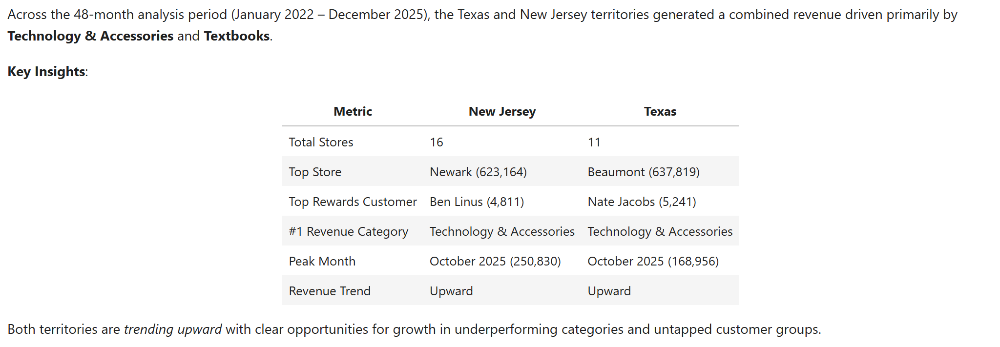 Across the 48-month analysis period (January 2022 – December 2025), the Texas and New Jersey territories generated a combined revenue driven primarily by
Technology & Accessories and Textbooks.
Key Insights:
Metric New Jersey Texas
Total Stores 16 11
Top Store Newark (623,164) Beaumont (637,819)
Top Rewards Customer Ben Linus (4,811) Nate Jacobs (5,241)
#1 Revenue Category Technology & Accessories Technology & Accessories
Peak Month October 2025 (250,830) October 2025 (168,956)
Revenue Trend Upward Upward
Both territories are trending upward with clear opportunities for growth in underperforming categories and untapped customer groups.